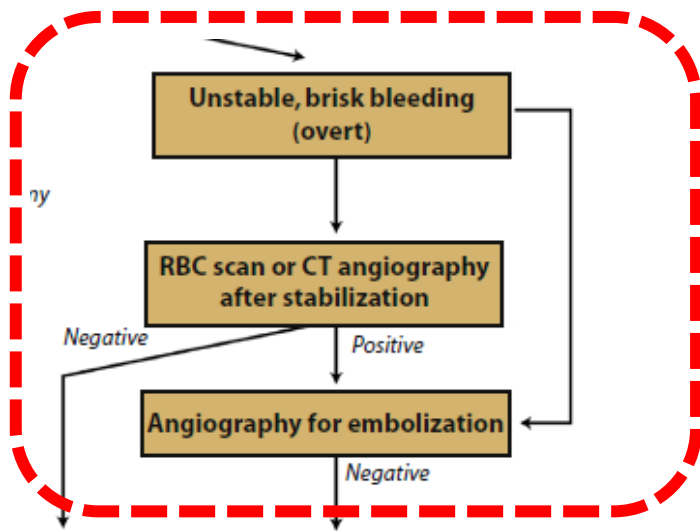 Unstable, brisk bleeding
(overt)
RBC scan or CT angiography
after stabilization
Negative
Positive
Angiography for embolization
Negative